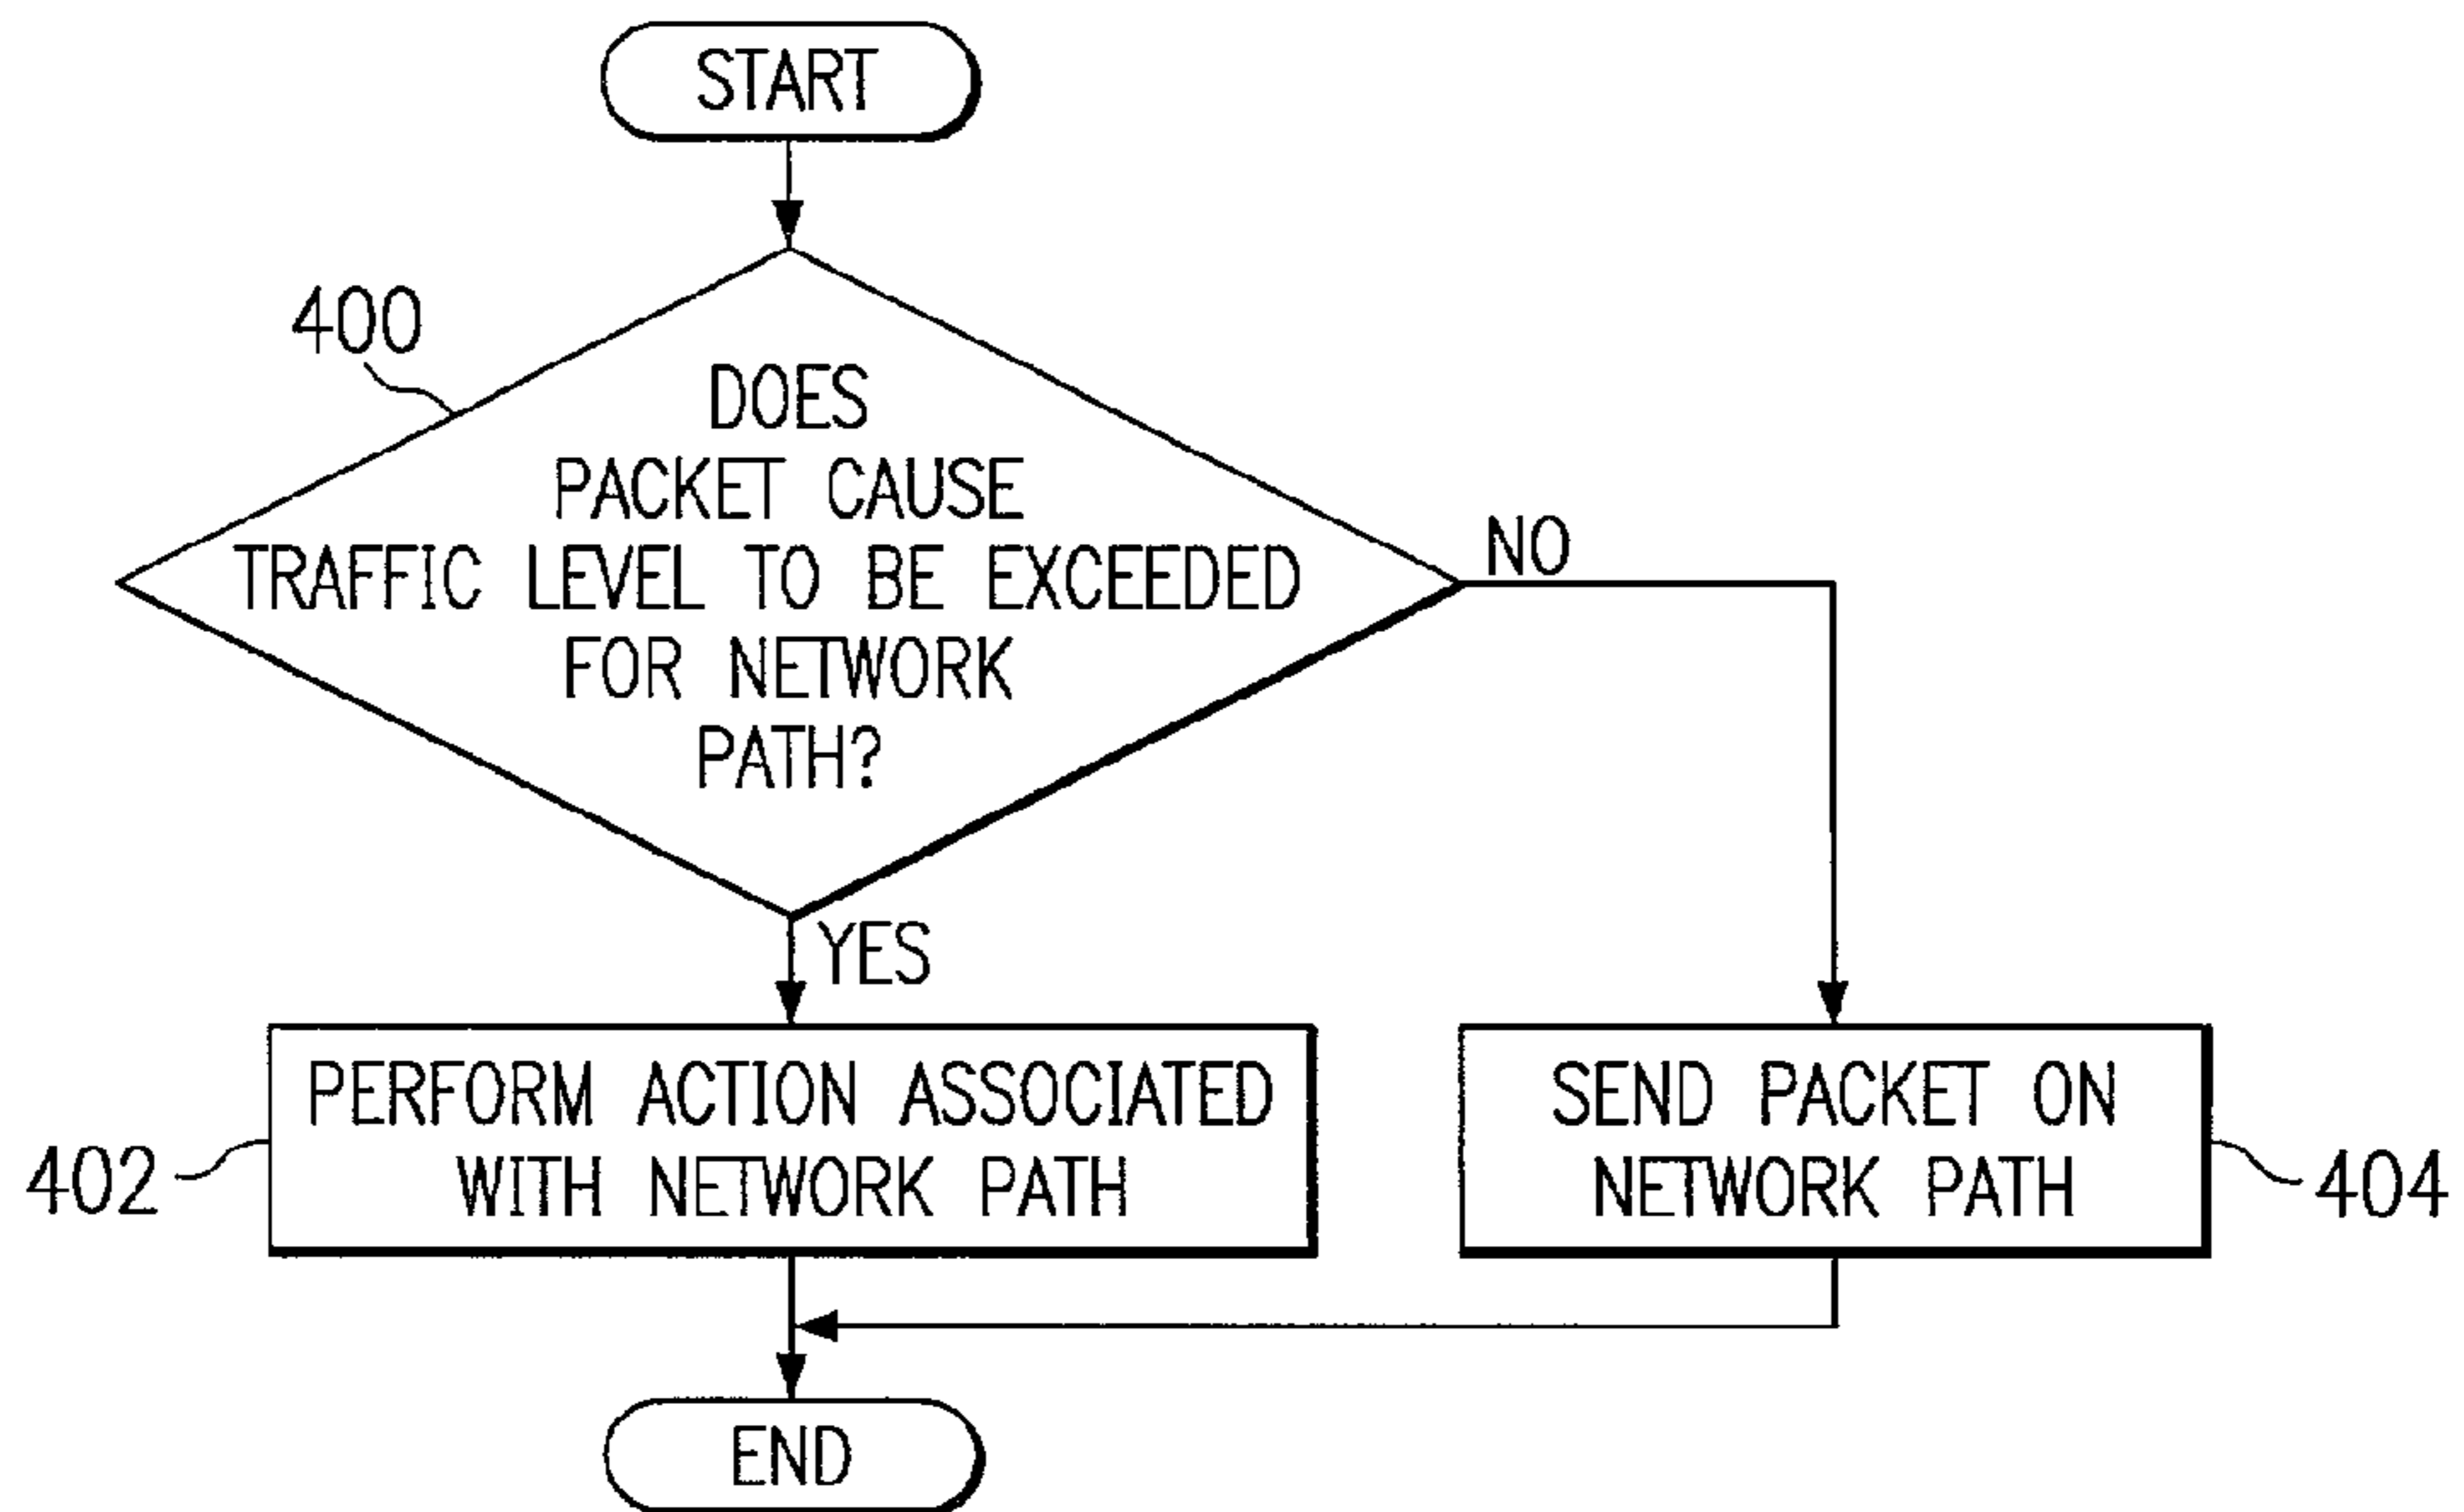 START
400
DOES
PACKET CAUSE
TRAFFIC LEVEL TO BE EXCEEDED
FOR NETWORK
PATH?
NO
YES
PERFORM ACTION ASSOCIATED
WITH NETWORK PATH
402
SEND PACKET ON
NETWORK PATH
404
END